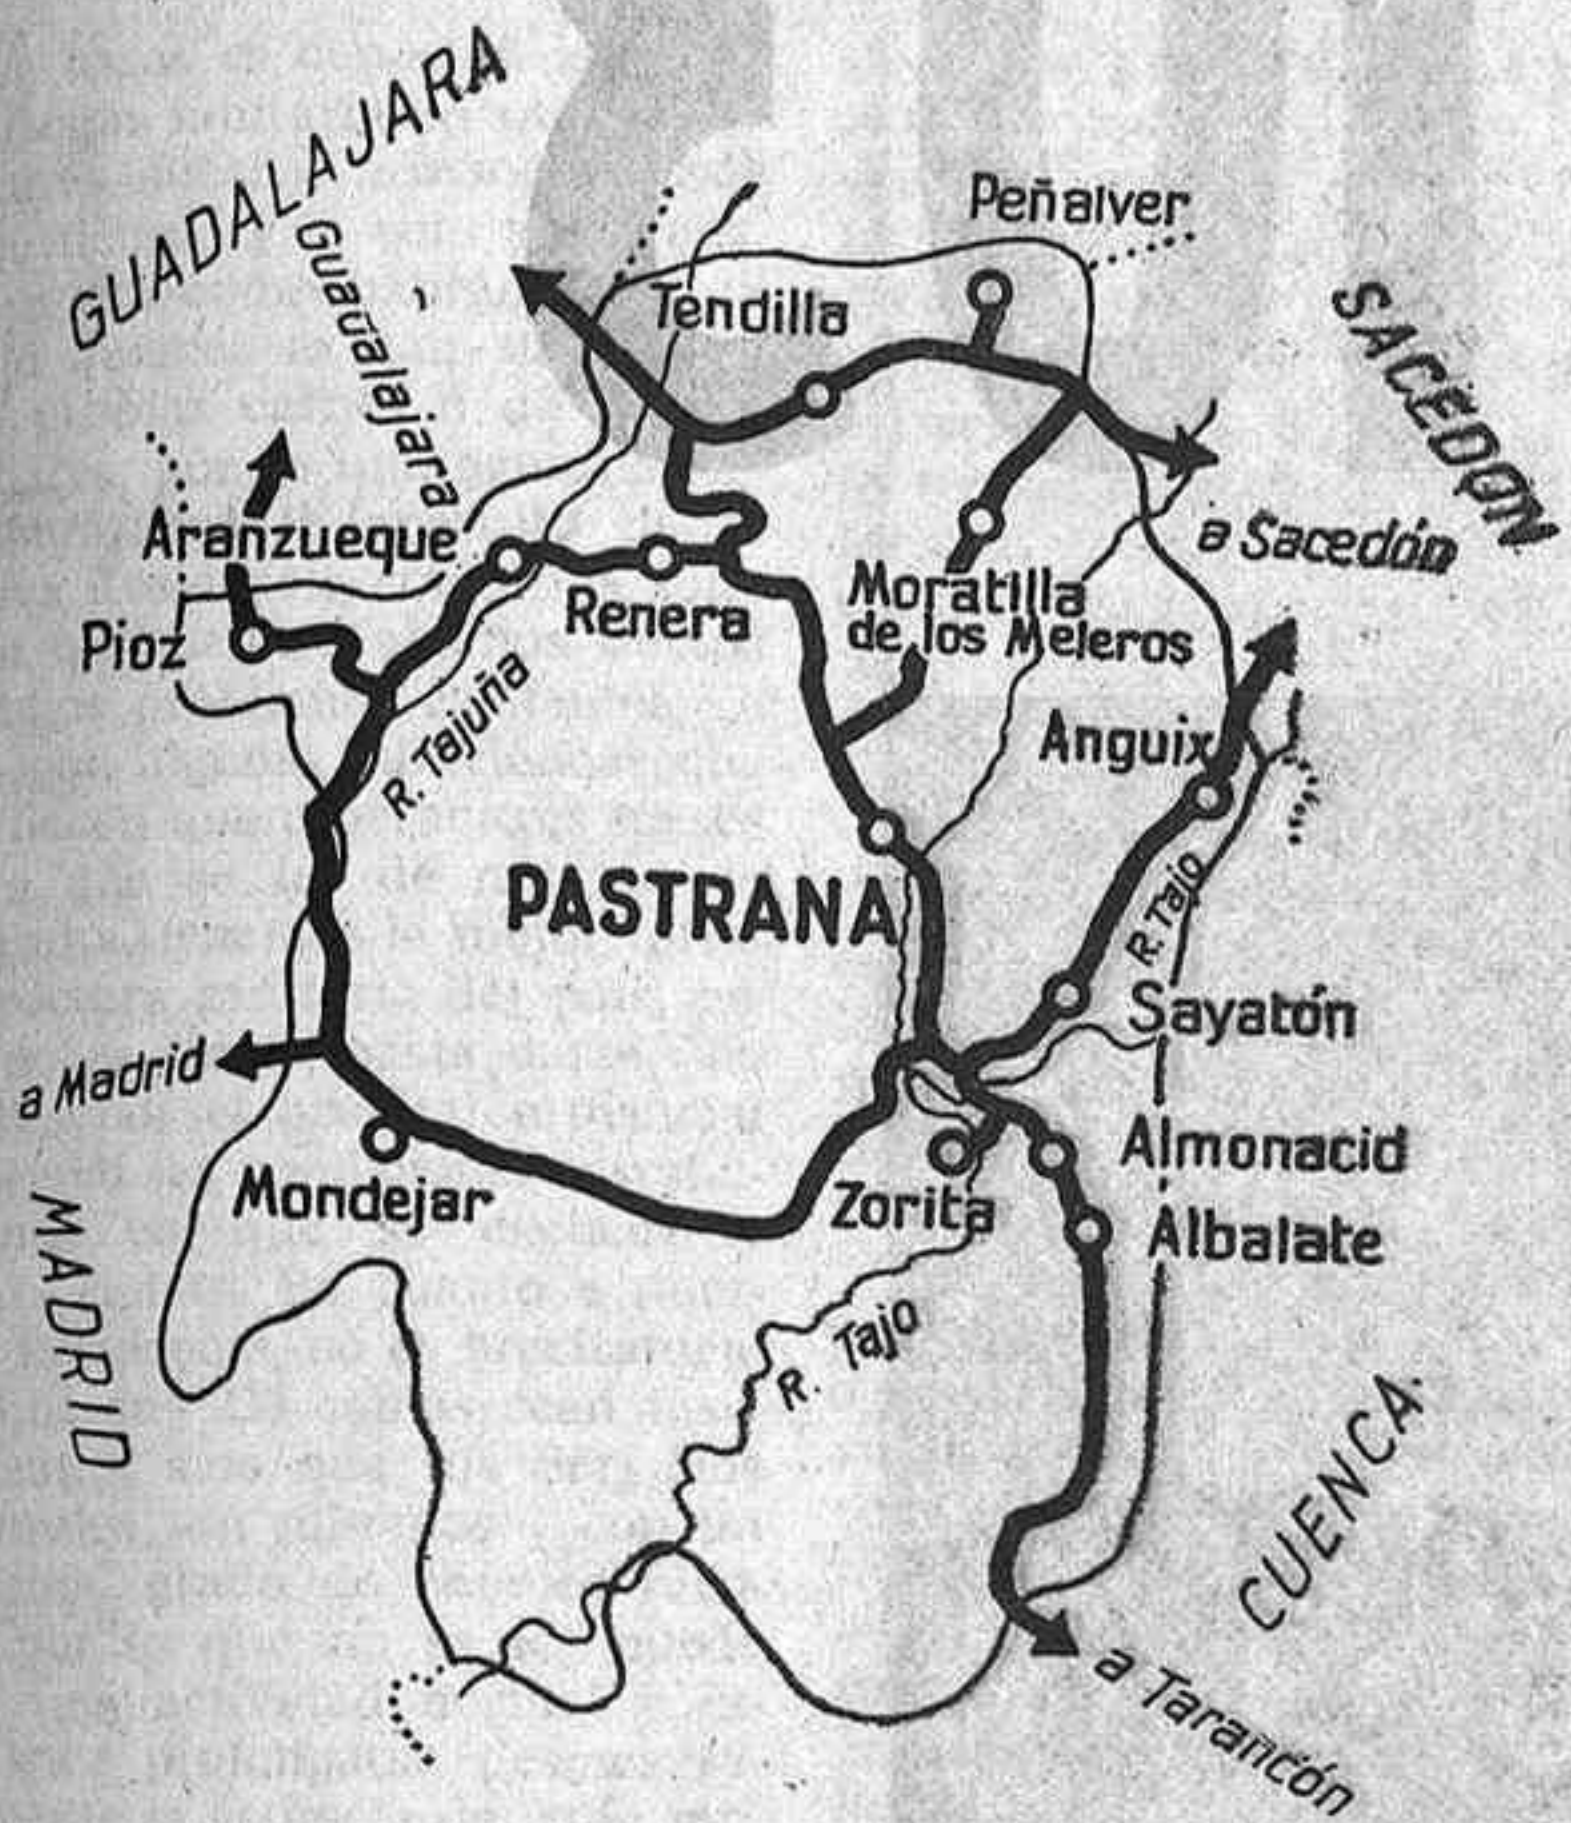 GUADALAJARA
Guadalajara
Peñalver
Tendilla
SACEDON
Aranzueque
a Sacedón
Pioz
Renera
Moratilla
de los Meleros
R. Tajuña
Anguix
PASTRANA
R. Tajo
Sayatón
a Madrid
Almonacid
Mondejar
Zorita
Albalate
MADRID
R. Tajo
CUENCA
a Tarancón